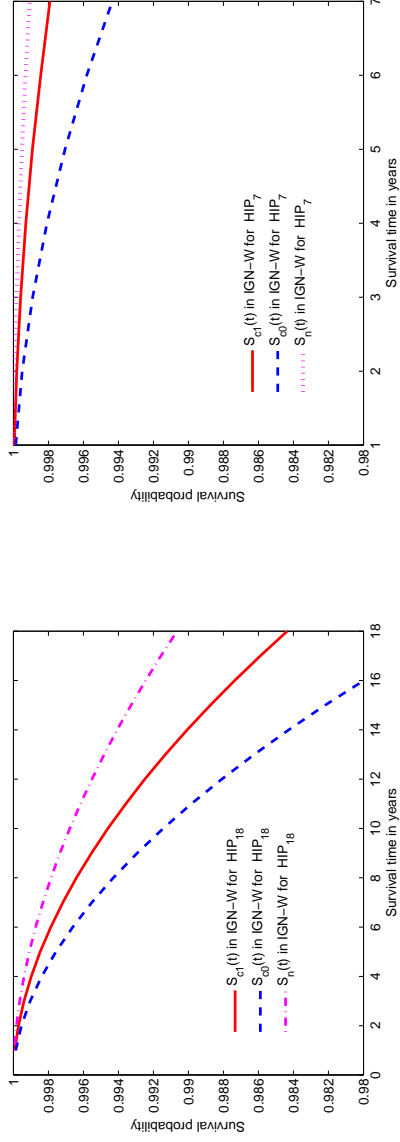 1
0.998
0.996
0.994
0.992
0.99
0.988
0.986
0.984
0.982
0.98
Survival probability
0 2 4 6 8 10 12 14 16 18
Survival time in years
S_c1(t) in IGN−W for HIP_18
S_c0(t) in IGN−W for HIP_18
S_n(t) in IGN−W for HIP_18
1
0.998
0.996
0.994
0.992
0.99
0.988
0.986
0.984
0.982
0.98
Survival probability
1 2 3 4 5 6 7
Survival time in years
S_c1(t) in IGN−W for HIP_7
S_c0(t) in IGN−W for HIP_7
S_n(t) in IGN−W for HIP_7